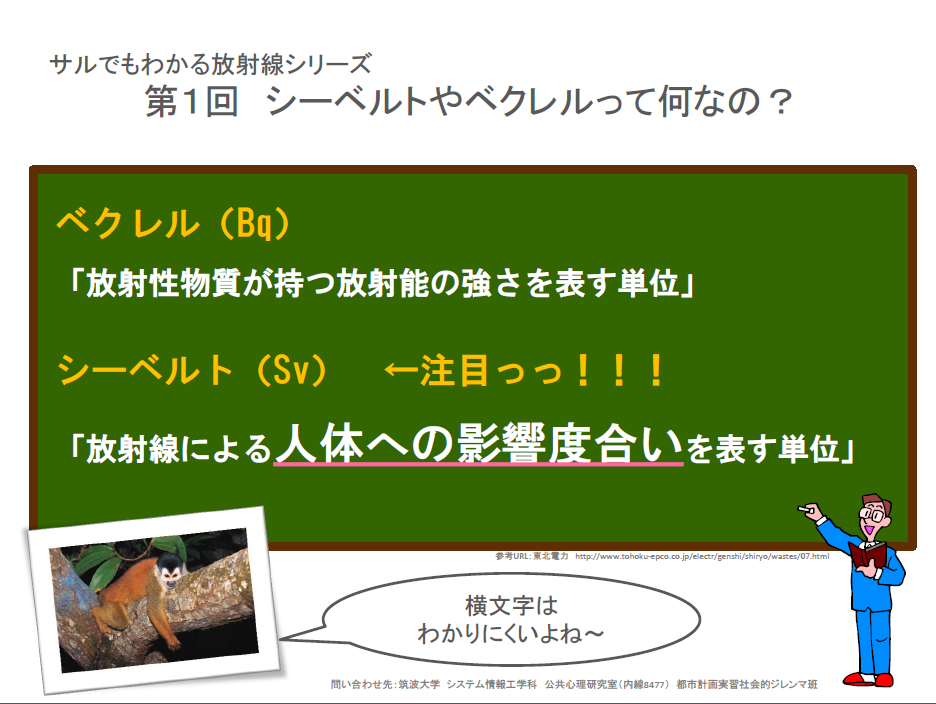 サルでもわかる放射線シリーズ
第１回　シーベルトやベクレルって何なの？
ベクレル（Bq）
「放射性物質が持つ放射能の強さを表す単位」
シーベルト（Sv）　←注目っっ！！！
「放射線による人体への影響度合いを表す単位」
参考URL：東北電力　http://www.tohoku-epco.co.jp/electr/genshi/shiryo/wastes/07.html
横文字は
わかりにくいよね～
問い合わせ先：筑波大学　システム情報工学科　公共心理研究室（内線8477）　都市計画実習社会的ジレンマ班